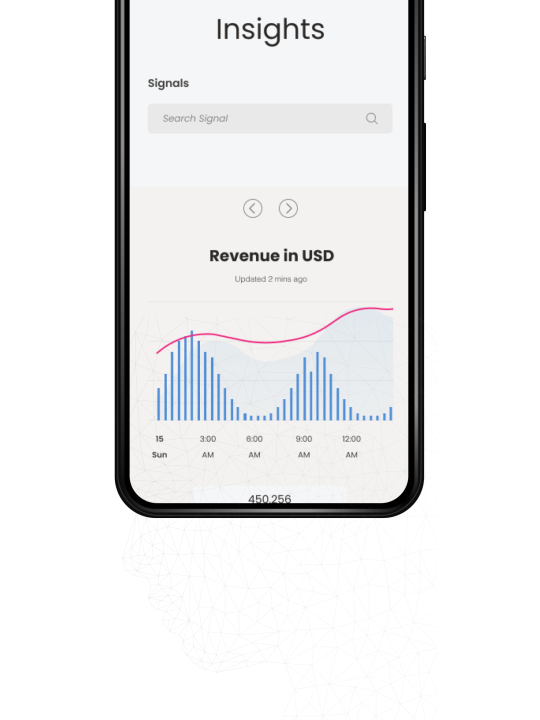 Insights
Signals
Search Signal
Revenue in USD
Updated 2 mins ago
15 3:00 6:00 9:00 12:00
Sun AM AM AM AM
450,256